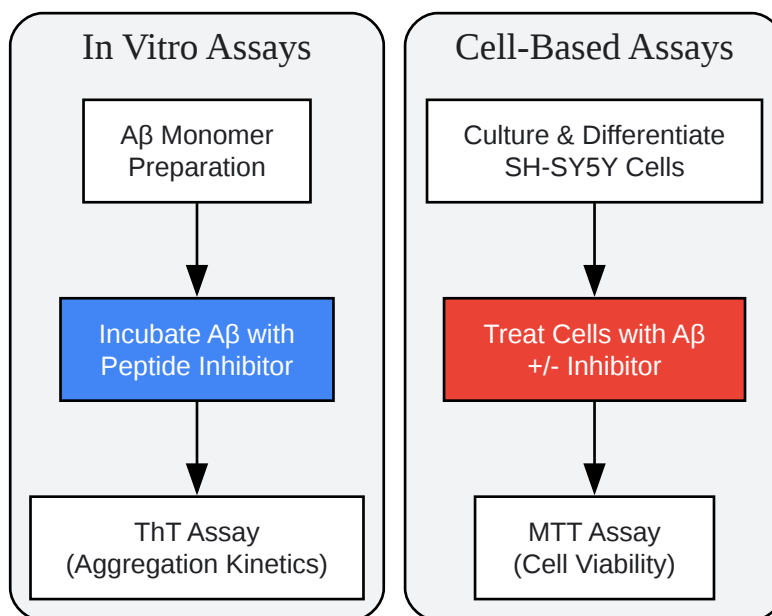 In Vitro Assays
Aβ Monomer
Preparation
Incubate Aβ with
Peptide Inhibitor
ThT Assay
(Aggregation Kinetics)
Cell-Based Assays
Culture & Differentiate
SH-SY5Y Cells
Treat Cells with Aβ
+/- Inhibitor
MTT Assay
(Cell Viability)